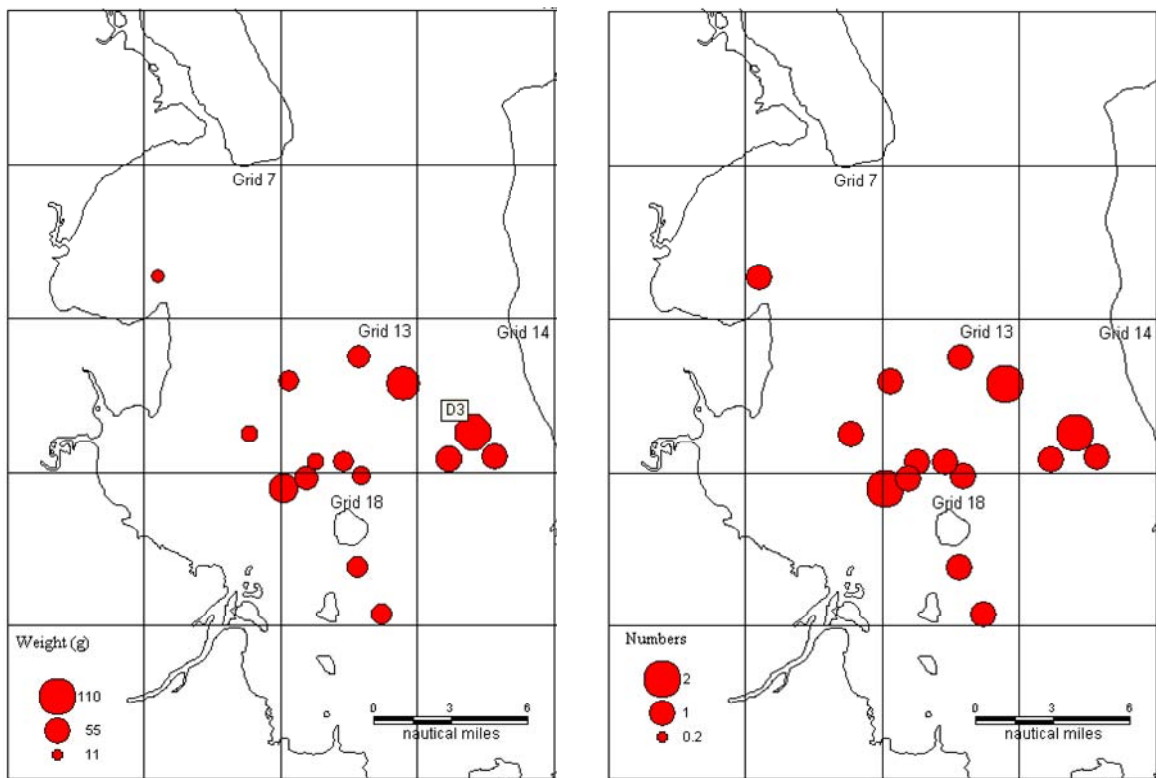 Grid 7
Grid 13
Grid 14
D3
Grid 18
Weight (g)
110
55
11
0 3 6
nautical miles
Grid 7
Grid 13
Grid 14
Grid 18
Numbers
2
1
0.2
0 3 6
nautical miles